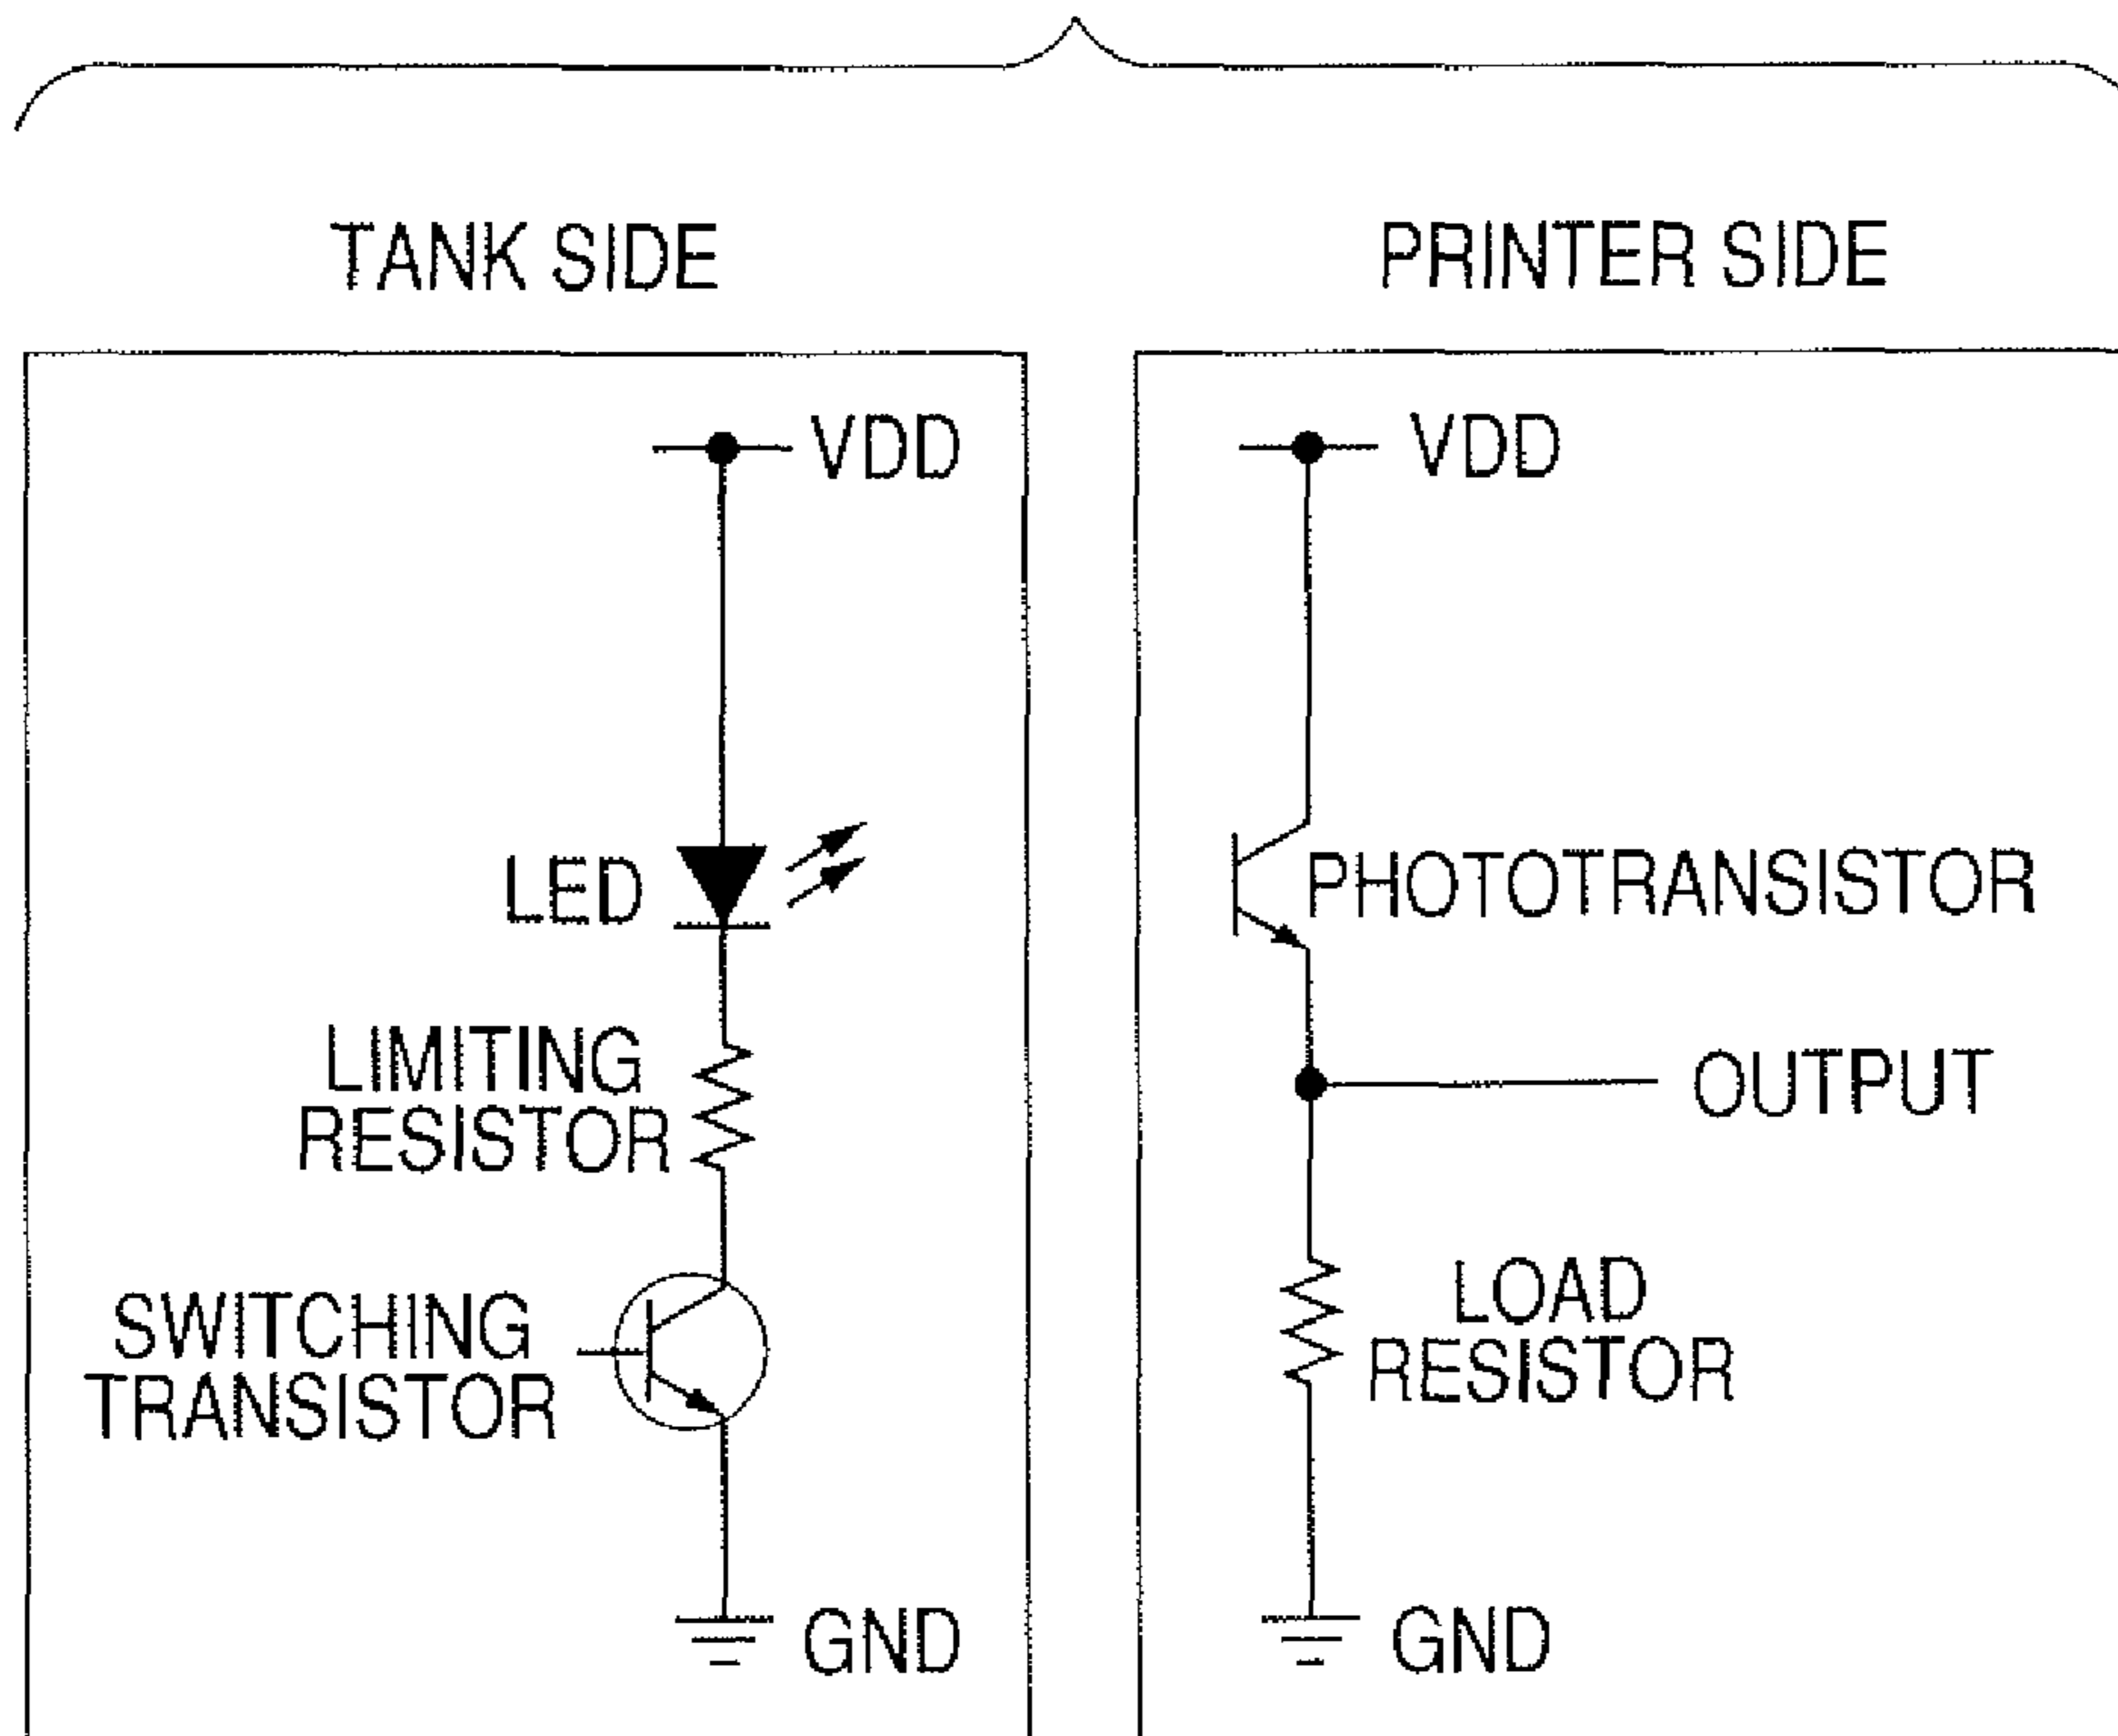 TANK SIDE
PRINTER SIDE
VDD
LED
LIMITING
RESISTOR
SWITCHING
TRANSISTOR
GND
VDD
PHOTOTRANSISTOR
OUTPUT
LOAD
RESISTOR
GND